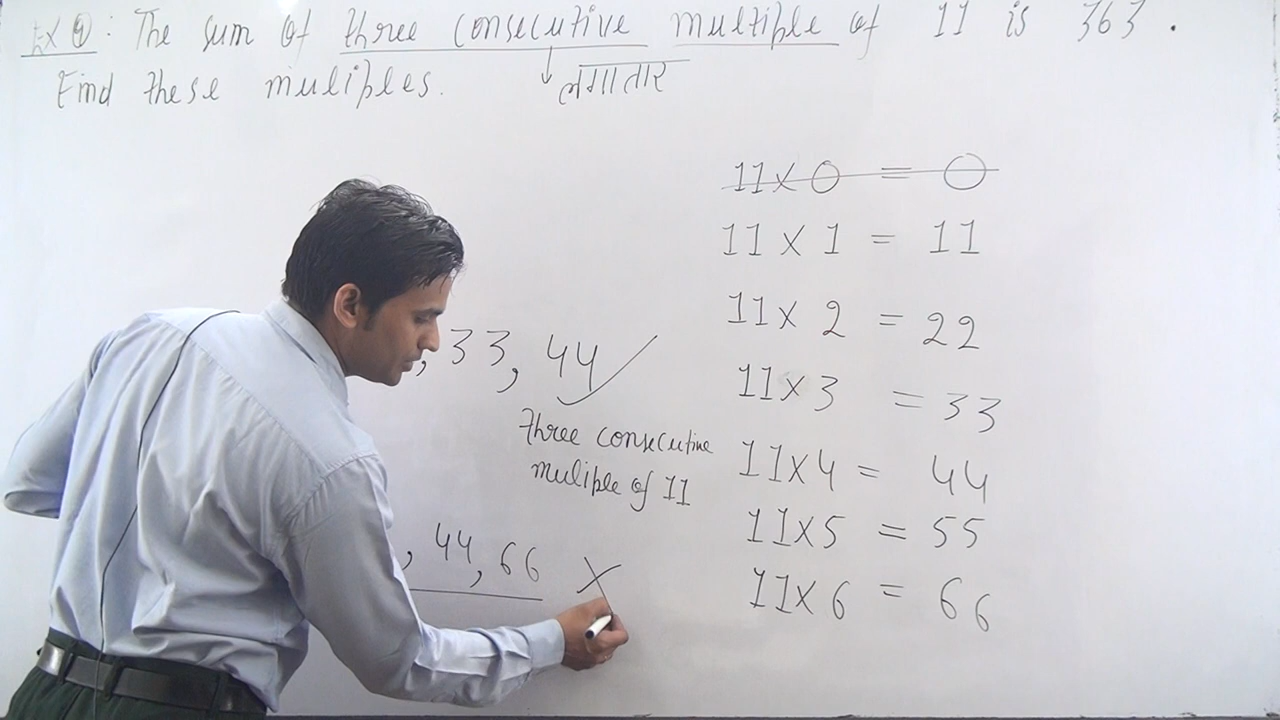 Ex 9 : The sum of three consecutive multiple of 11 is 363 .
Find these muliples.
लगातार
11 x 0 = 0
11 x 1 = 11
11 x 2 = 22
11 x 3 = 33
11 x 4 = 44
11 x 5 = 55
11 x 6 = 66
, 33, 44 ✓
three consecutive
muliple of 11
, 44, 66 X